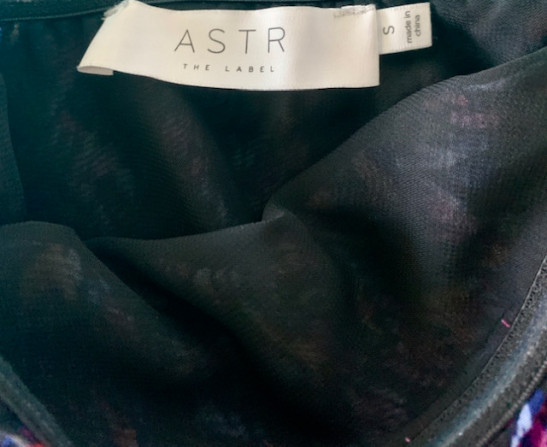 ASTR
THE LABEL
S
made in
china